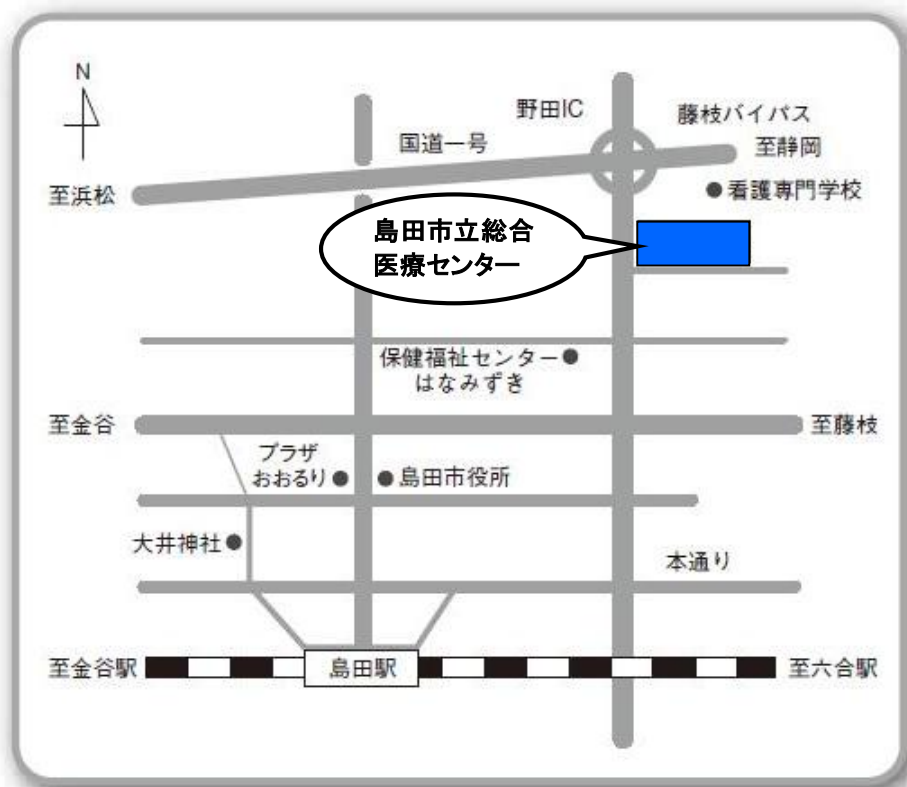 N
野田IC
藤枝バイパス
国道一号
至静岡
至浜松
看護専門学校
島田市立総合
医療センター
保健福祉センター
はなみずき
至金谷
至藤枝
プラザ
おおるり
島田市役所
大井神社
本通り
至金谷駅
島田駅
至六合駅